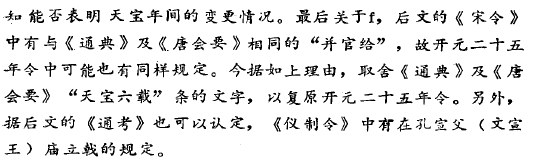 知能否表明天宝年间的变更情况。最后关于f，后文的《宋令》
中有与《通典》及《唐会要》相同的“并官给”，故开元二十五
年令中可能也有同样规定。今据如上理由，取舍《通典》及《唐
会要》“天宝六载”条的文字，以复原开元二十五年令。另外，
据后文的《通考》也可以认定，《仪制令》中有在孔宣父（文宣
王）庙立戟的规定。